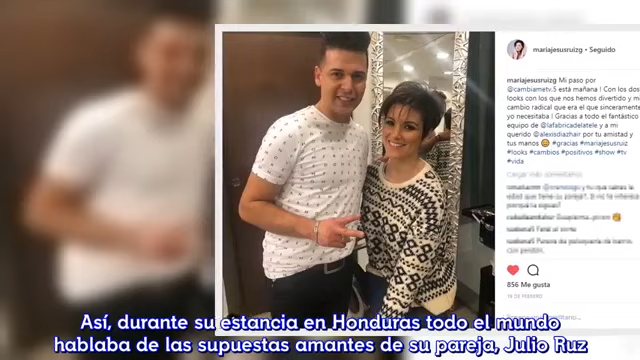 mariajesusruizg • Seguido
mariajesusruizg Mi paso por
@cambiametv.5 está mañana ! Con los dos
looks con los que nos hemos divertido y mi
cambio radical que era el que sinceramente
yo necesitaba ! Gracias a todo el fantástico
equipo de @lafabricadelatele y a mi
querido @alexisdiazhair por tu amistad y
tus manos 😊 #gracias #mariajesusruiz
#looks #cambios #positivos #show #tv
#vida
856 Me gusta
Así, durante su estancia en Honduras todo el mundo
hablaba de las supuestas amantes de su pareja, Julio Ruz